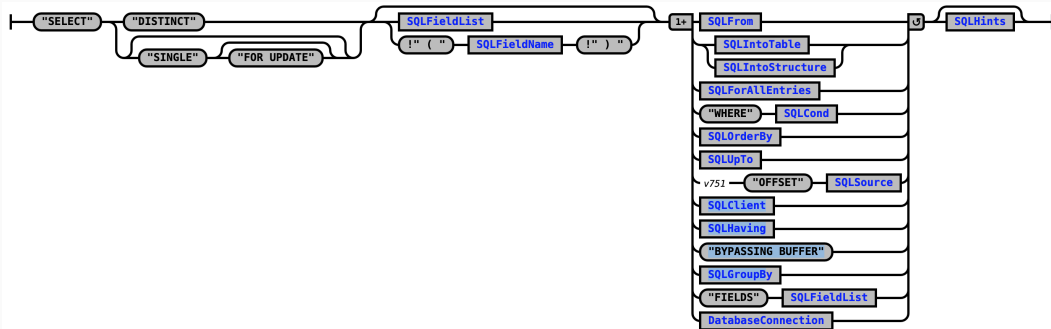 "SELECT" "DISTINCT" SQLFieldList 1+ SQLFrom ↺ SQLHints
!"(" SQLFieldName !")" SQLIntoTable
"SINGLE" "FOR UPDATE" SQLIntoStructure
SQLForAllEntries
"WHERE" SQLCond
SQLOrderBy
SQLUpTo
v751 "OFFSET" SQLSource
SQLClient
SQLHaving
"BYPASSING BUFFER"
SQLGroupBy
"FIELDS" SQLFieldList
DatabaseConnection